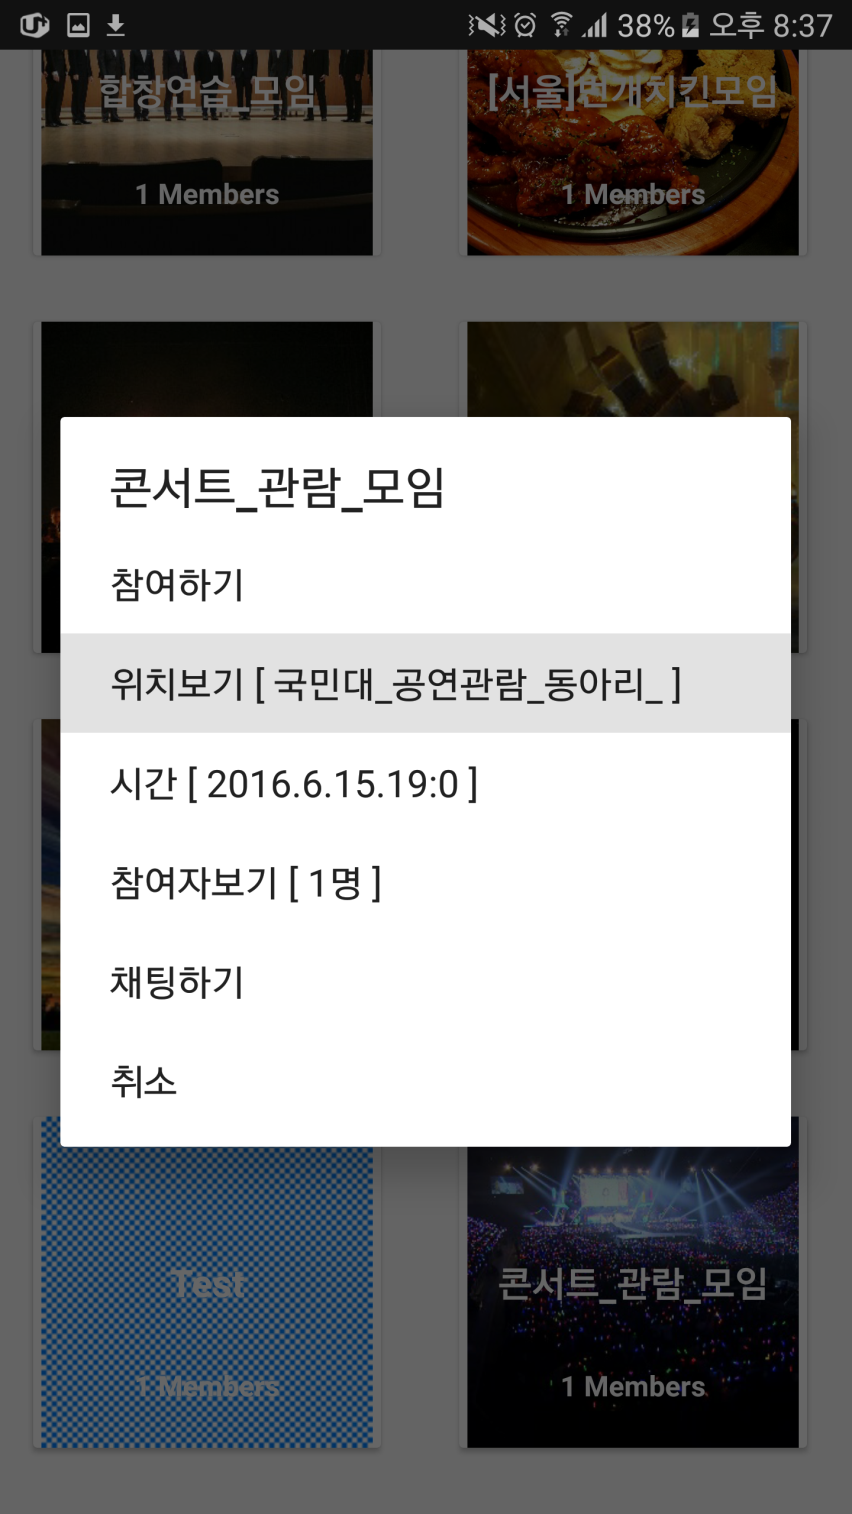 38% 오후 8:37
합창연습_모임
[서울]번개치킨모임
1 Members
1 Members
콘서트_관람_모임
참여하기
위치보기 [ 국민대_공연관람_동아리_ ]
시간 [ 2016.6.15.19:0 ]
참여자보기 [ 1명 ]
채팅하기
취소
Test
콘서트_관람_모임
1 Members
1 Members